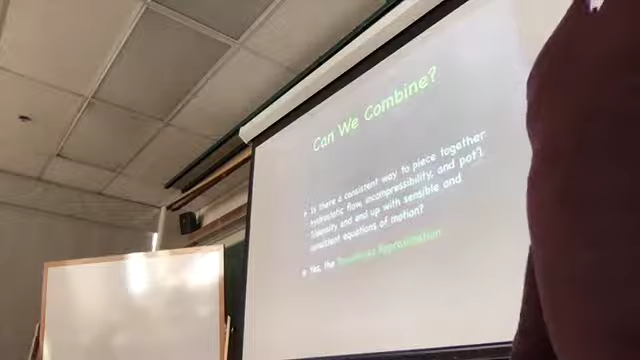 Can We Combine?
Is there a consistent way to piece together
hydrostatic flow, incompressibility, and pot'l
density and end up with sensible and
consistent equations of motion?
Yes, the Boussinesq Approximation